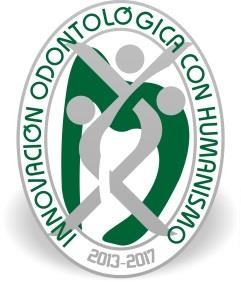 INNOVACIÓN ODONTOLÓGICA CON HUMANISMO
2013-2017